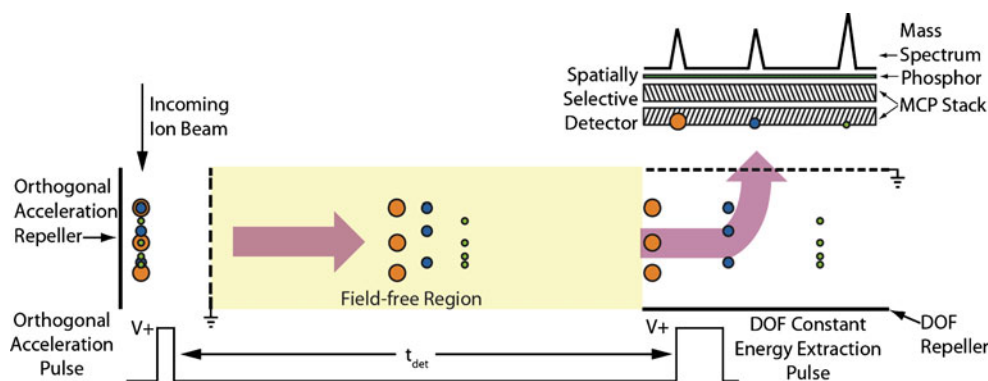 Mass
Spectrum
Spatially
Phosphor
Selective
MCP Stack
Detector
Incoming
Ion Beam
Orthogonal
Acceleration
Repeller
Field-free Region
Orthogonal
Acceleration
Pulse
V+
t det
V+
DOF Constant
Energy Extraction
Pulse
DOF
Repeller